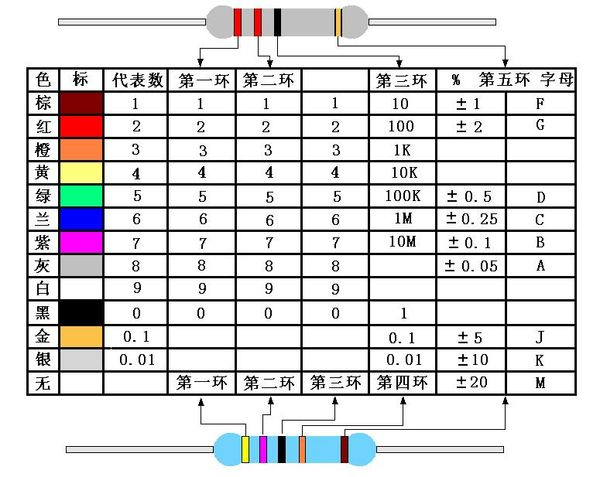 色 标 代表数 第一环 第二环 第三环 % 第五环 字母
棕 1 1 1 1 10 ±1 F
红 2 2 2 2 100 ±2 G
橙 3 3 3 3 1K
黄 4 4 4 4 10K
绿 5 5 5 5 100K ±0.5 D
兰 6 6 6 6 1M ±0.25 C
紫 7 7 7 7 10M ±0.1 B
灰 8 8 8 8 ±0.05 A
白 9 9 9 9
黑 0 0 0 0 1
金 0.1 0.1 ±5 J
银 0.01 0.01 ±10 K
无 第一环 第二环 第三环 第四环 ±20 M